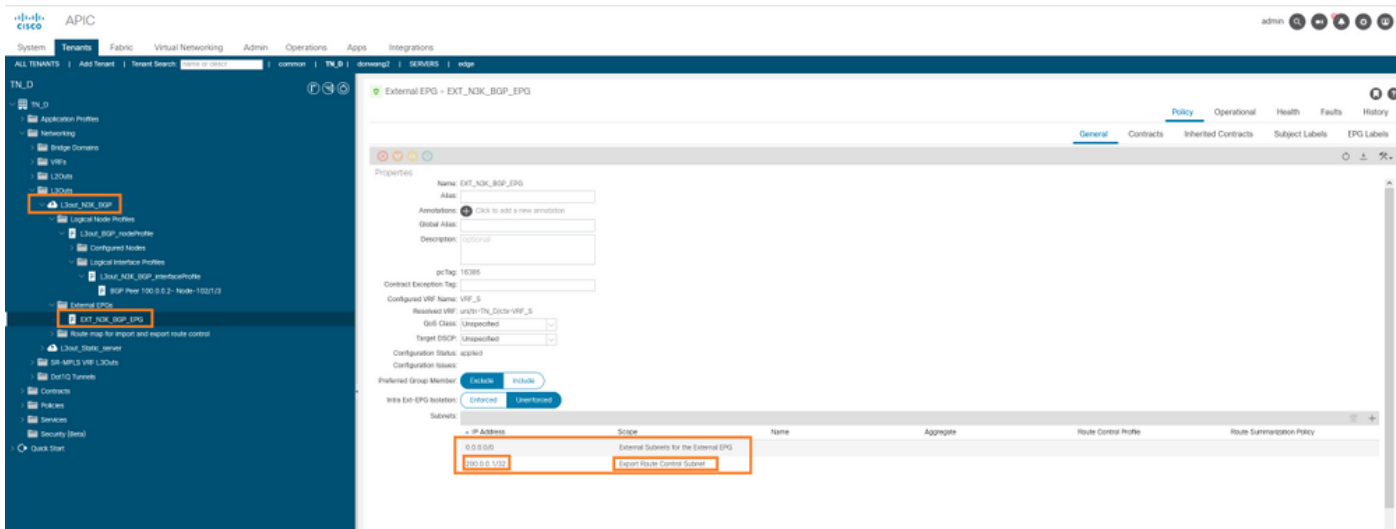 cisco APIC admin
System Tenants Fabric Virtual Networking Admin Operations Apps Integrations
ALL TENANTS | Add Tenant | Tenant Search: name or descr | common | TN_D | donwang2 | SERVERS | edge
TN_D
TN_D
Application Profiles
Networking
Bridge Domains
VRFs
L2Outs
L3Outs
L3out_N3K_BGP
Logical Node Profiles
L3out_BGP_nodeProfile
Configured Nodes
Logical Interface Profiles
L3out_N3K_BGP_interfaceProfile
BGP Peer 100.0.0.2- Node-102/1/3
External EPGs
EXT_N3K_BGP_EPG
Route map for import and export route control
L3out_Static_server
SR-MPLS VRF L3Outs
Dot1Q Tunnels
Contracts
Policies
Services
Security (Beta)
Quick Start
External EPG - EXT_N3K_BGP_EPG
Policy Operational Health Faults History
General Contracts Inherited Contracts Subject Labels EPG Labels
Properties
Name: EXT_N3K_BGP_EPG
Alias:
Annotations: Click to add a new annotation
Global Alias:
Description: optional
pcTag: 16386
Contract Exception Tag:
Configured VRF Name: VRF_S
Resolved VRF: uni/tn-TN_D/ctx-VRF_S
QoS Class: Unspecified
Target DSCP: Unspecified
Configuration Status: applied
Configuration Issues:
Preferred Group Member: Exclude Include
Intra Ext-EPG Isolation: Enforced Unenforced
Subnets:
IP Address Scope Name Aggregate Route Control Profile Route Summarization Policy
0.0.0.0/0 External Subnets for the External EPG
200.0.0.1/32 Export Route Control Subnet